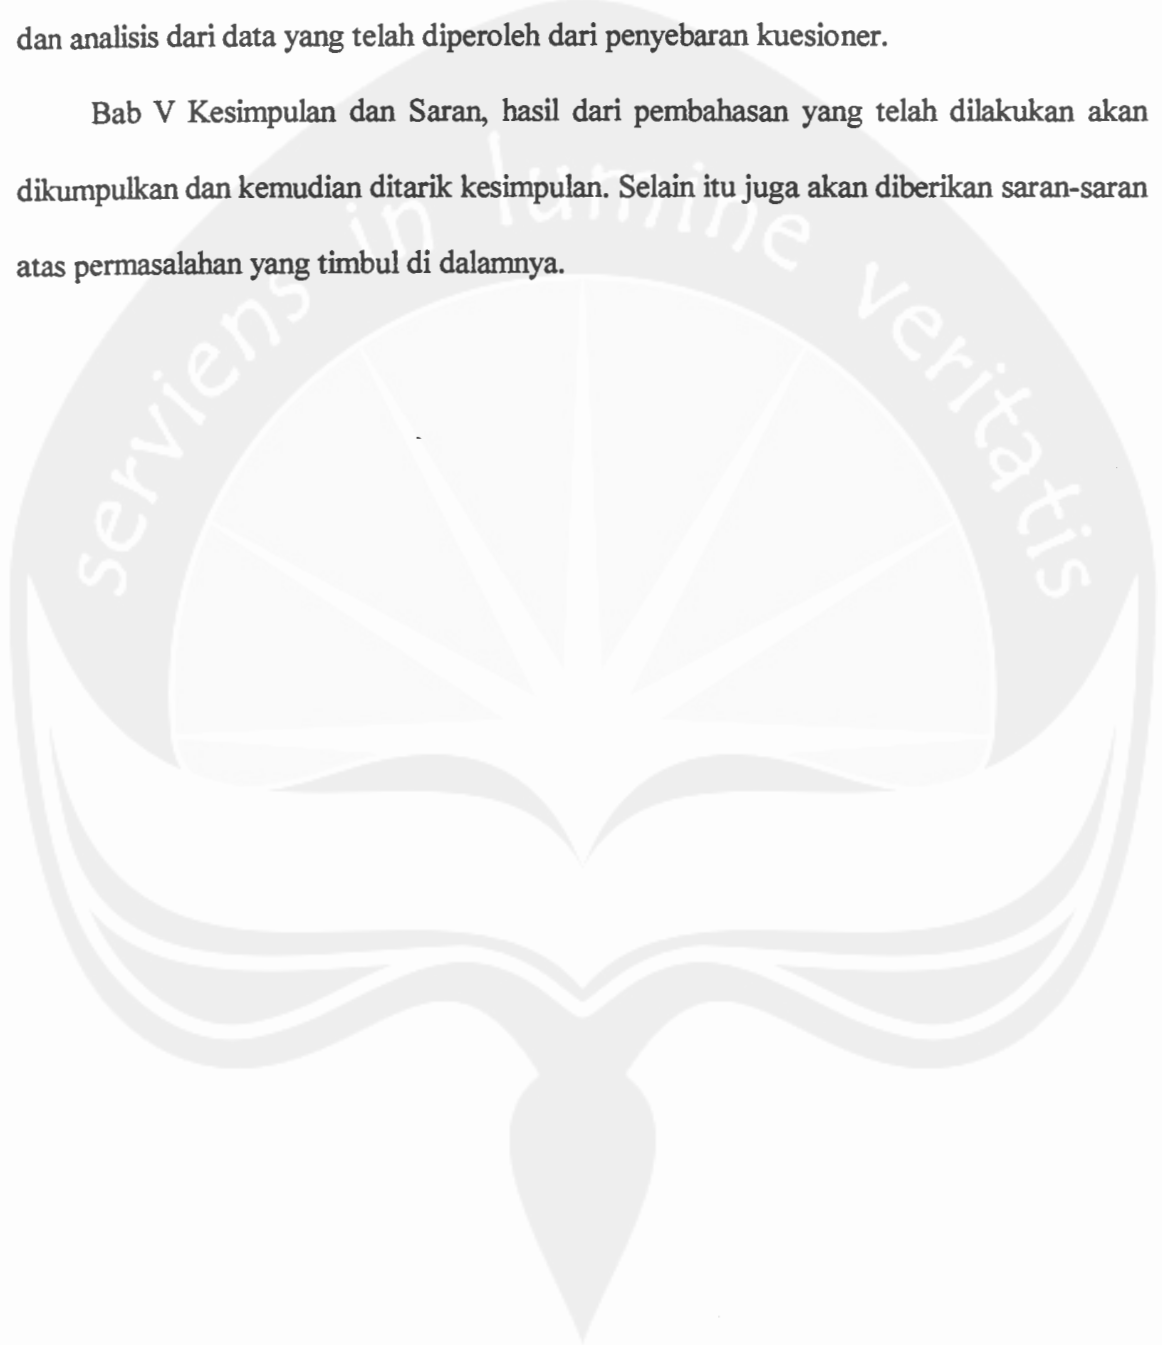 dan analisis dari data yang telah diperoleh dari penyebaran kuesioner.
Bab V Kesimpulan dan Saran, hasil dari pembahasan yang telah dilakukan akan
dikumpulkan dan kemudian ditarik kesimpulan. Selain itu juga akan diberikan saran-saran
atas permasalahan yang timbul di dalamnya.
serviens in lumine veritatis